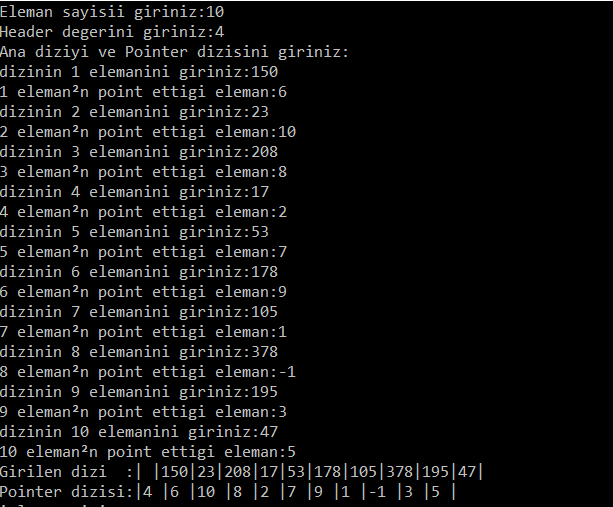 Eleman sayisii giriniz:10
Header degerini giriniz:4
Ana diziyi ve Pointer dizisini giriniz:
dizinin 1 elemanini giriniz:150
1 eleman²n point ettigi eleman:6
dizinin 2 elemanini giriniz:23
2 eleman²n point ettigi eleman:10
dizinin 3 elemanini giriniz:208
3 eleman²n point ettigi eleman:8
dizinin 4 elemanini giriniz:17
4 eleman²n point ettigi eleman:2
dizinin 5 elemanini giriniz:53
5 eleman²n point ettigi eleman:7
dizinin 6 elemanini giriniz:178
6 eleman²n point ettigi eleman:9
dizinin 7 elemanini giriniz:105
7 eleman²n point ettigi eleman:1
dizinin 8 elemanini giriniz:378
8 eleman²n point ettigi eleman:-1
dizinin 9 elemanini giriniz:195
9 eleman²n point ettigi eleman:3
dizinin 10 elemanini giriniz:47
10 eleman²n point ettigi eleman:5
Girilen dizi  :| |150|23|208|17|53|178|105|378|195|47|
Pointer dizisi:|4 |6 |10 |8 |2 |7 |9 |1 |-1 |3 |5 |